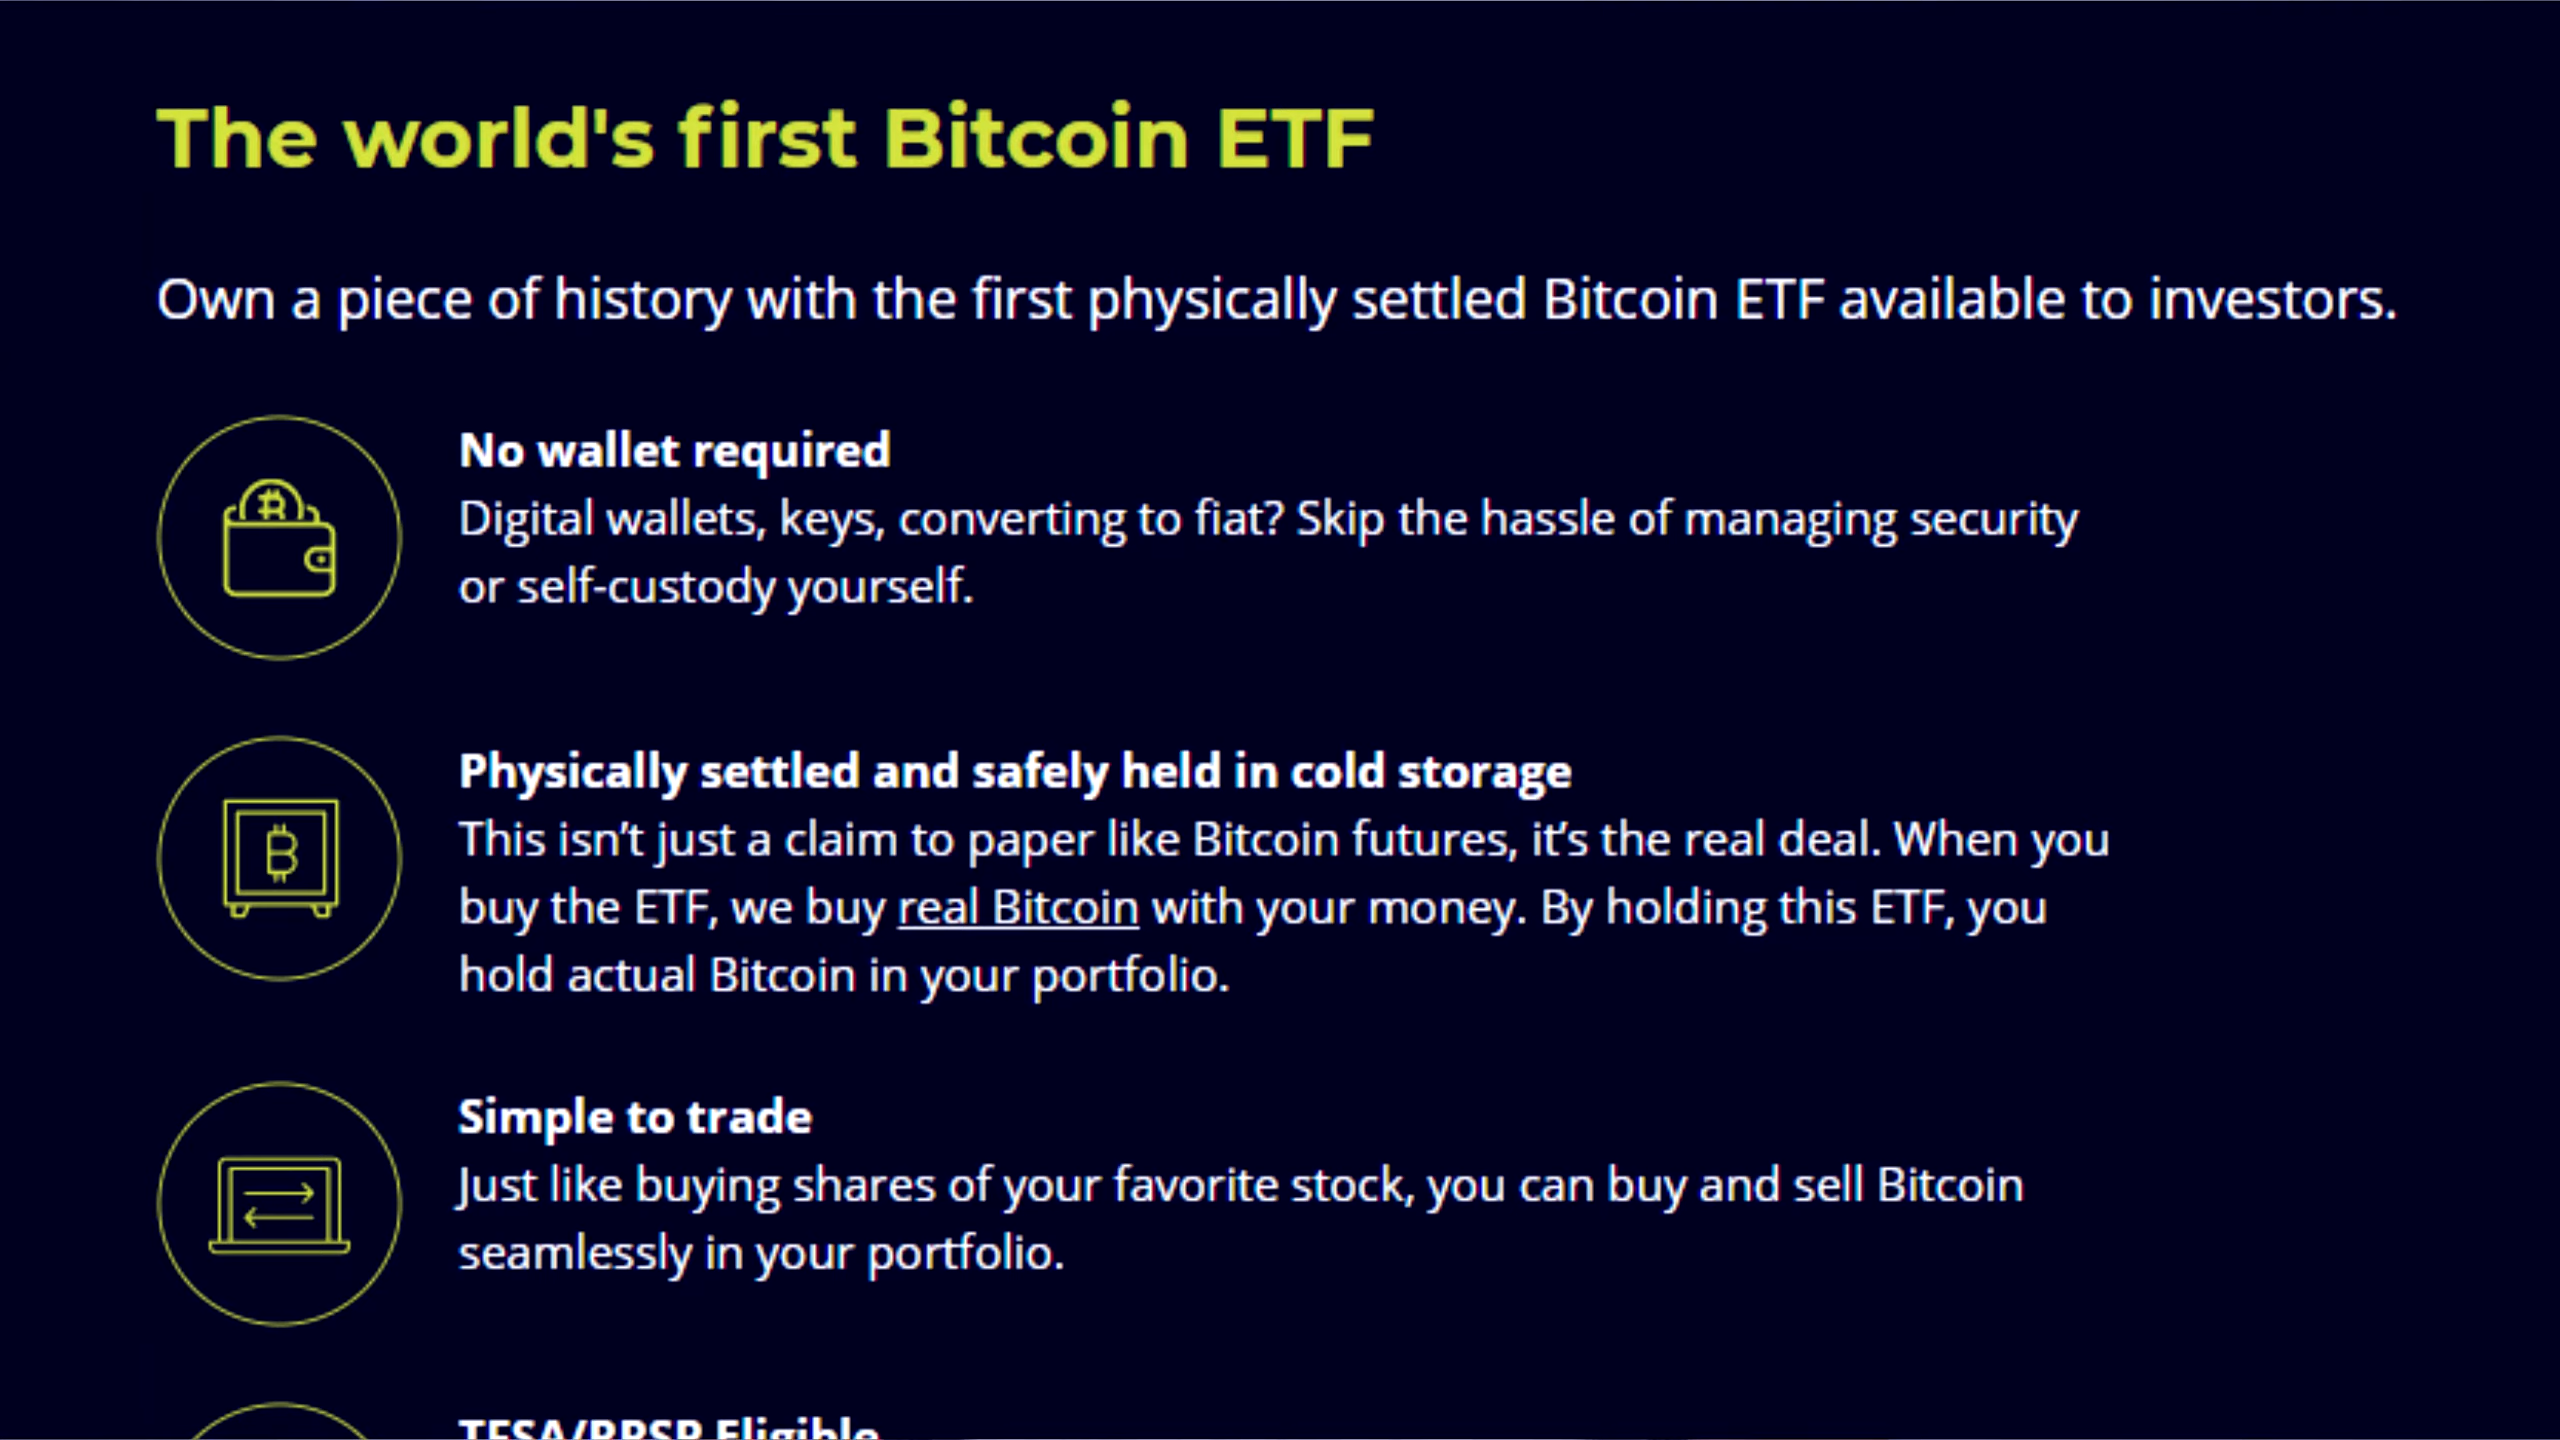 The world's first Bitcoin ETF
Own a piece of history with the first physically settled Bitcoin ETF available to investors.
No wallet required
Digital wallets, keys, converting to fiat? Skip the hassle of managing security
or self-custody yourself.
Physically settled and safely held in cold storage
This isn’t just a claim to paper like Bitcoin futures, it’s the real deal. When you
buy the ETF, we buy real Bitcoin with your money. By holding this ETF, you
hold actual Bitcoin in your portfolio.
Simple to trade
Just like buying shares of your favorite stock, you can buy and sell Bitcoin
seamlessly in your portfolio.
TFSA/RRSP Eligible